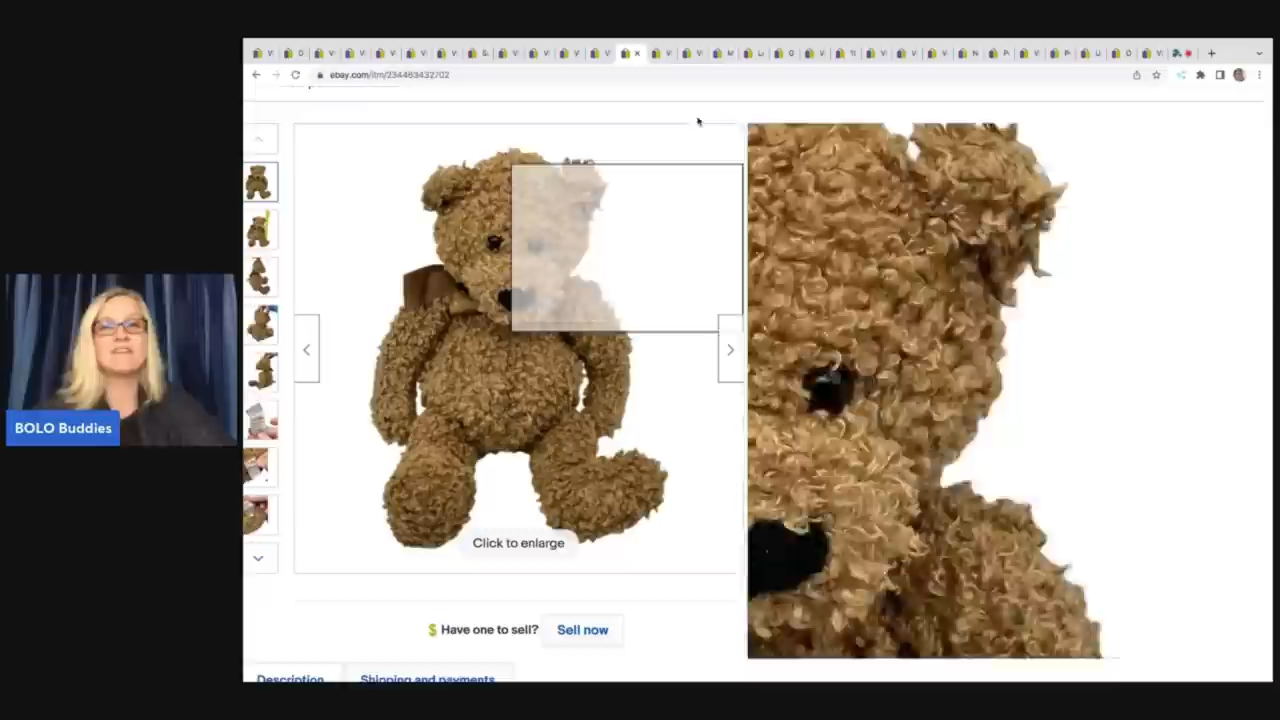 ebay.com/itm/234463432702
BOLO Buddies
Click to enlarge
$ Have one to sell? Sell now
Description
Shipping and payments